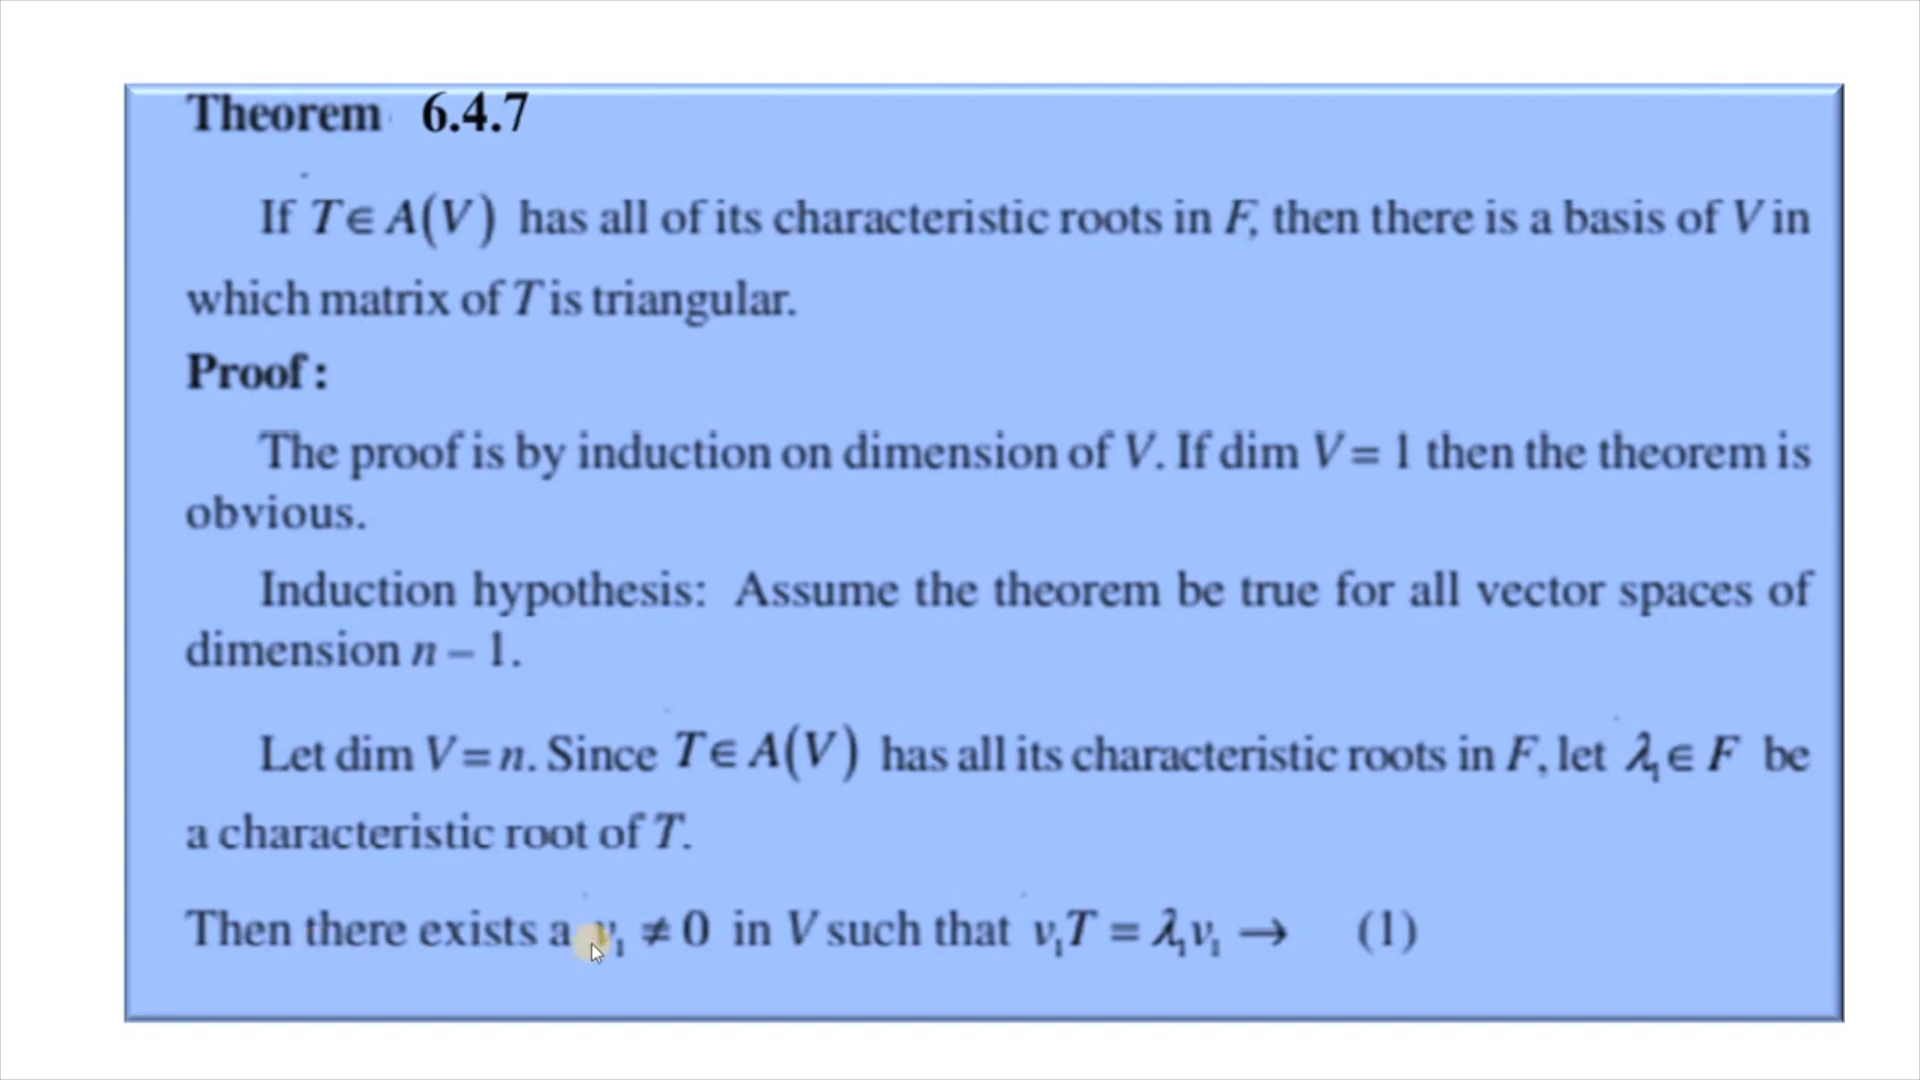 Theorem 6.4.7
If T ∈ A(V) has all of its characteristic roots in F, then there is a basis of V in
which matrix of T is triangular.
Proof :
The proof is by induction on dimension of V. If dim V = 1 then the theorem is
obvious.
Induction hypothesis: Assume the theorem be true for all vector spaces of
dimension n – 1.
Let dim V = n. Since T ∈ A(V) has all its characteristic roots in F, let λ₁ ∈ F be
a characteristic root of T.
Then there exists a v₁ ≠ 0 in V such that v₁T = λ₁v₁ → (1)